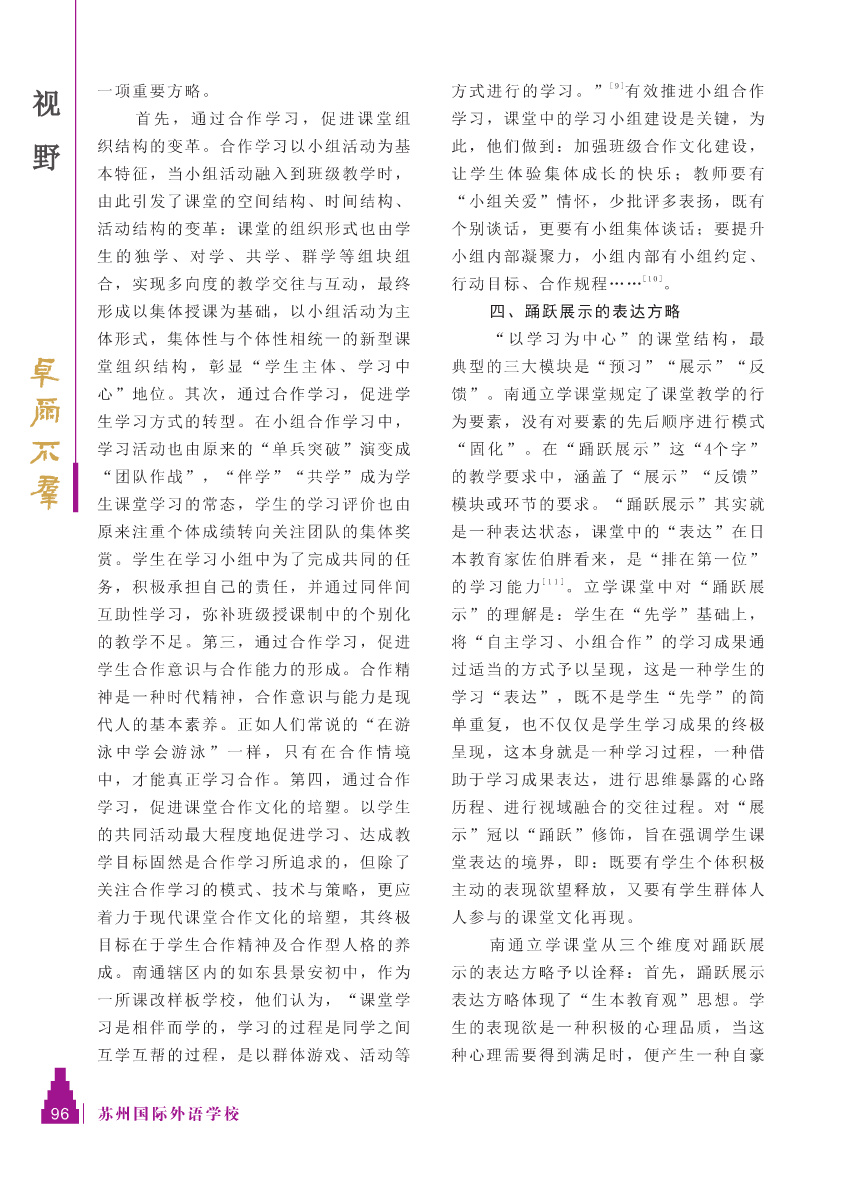 视
野
卓
尔
不
群
一项重要方略。
首先，通过合作学习，促进课堂组
织结构的变革。合作学习以小组活动为基
本特征，当小组活动融入到班级教学时，
由此引发了课堂的空间结构、时间结构、
活动结构的变革：课堂的组织形式也由学
生的独学、对学、共学、群学等组块组
合，实现多向度的教学交往与互动，最终
形成以集体授课为基础，以小组活动为主
体形式，集体性与个体性相统一的新型课
堂组织结构，彰显“学生主体、学习中
心”地位。其次，通过合作学习，促进学
生学习方式的转型。在小组合作学习中，
学习活动也由原来的“单兵突破”演变成
“团队作战”，“伴学”“共学”成为学
生课堂学习的常态，学生的学习评价也由
原来注重个体成绩转向关注团队的集体奖
赏。学生在学习小组中为了完成共同的任
务，积极承担自己的责任，并通过同伴间
互助性学习，弥补班级授课制中的个别化
的教学不足。第三，通过合作学习，促进
学生合作意识与合作能力的形成。合作精
神是一种时代精神，合作意识与能力是现
代人的基本素养。正如人们常说的“在游
泳中学会游泳”一样，只有在合作情境
中，才能真正学习合作。第四，通过合作
学习，促进课堂合作文化的培塑。以学生
的共同活动最大程度地促进学习、达成教
学目标固然是合作学习所追求的，但除了
关注合作学习的模式、技术与策略，更应
着力于现代课堂合作文化的培塑，其终极
目标在于学生合作精神及合作型人格的养
成。南通辖区内的如东县景安初中，作为
一所课改样板学校，他们认为，“课堂学
习是相伴而学的，学习的过程是同学之间
互学互帮的过程，是以群体游戏、活动等
方式进行的学习。”[9]有效推进小组合作
学习，课堂中的学习小组建设是关键，为
此，他们做到：加强班级合作文化建设，
让学生体验集体成长的快乐；教师要有
“小组关爱”情怀，少批评多表扬，既有
个别谈话，更要有小组集体谈话；要提升
小组内部凝聚力，小组内部有小组约定、
行动目标、合作规程……[10]。
四、踊跃展示的表达方略
“以学习为中心”的课堂结构，最
典型的三大模块是“预习”“展示”“反
馈”。南通立学课堂规定了课堂教学的行
为要素，没有对要素的先后顺序进行模式
“固化”。在“踊跃展示”这“4个字”
的教学要求中，涵盖了“展示”“反馈”
模块或环节的要求。“踊跃展示”其实就
是一种表达状态，课堂中的“表达”在日
本教育家佐伯胖看来，是“排在第一位”
的学习能力[11]。立学课堂中对“踊跃展
示”的理解是：学生在“先学”基础上，
将“自主学习、小组合作”的学习成果通
过适当的方式予以呈现，这是一种学生的
学习“表达”，既不是学生“先学”的简
单重复，也不仅仅是学生学习成果的终极
呈现，这本身就是一种学习过程，一种借
助于学习成果表达，进行思维暴露的心路
历程、进行视域融合的交往过程。对“展
示”冠以“踊跃”修饰，旨在强调学生课
堂表达的境界，即：既要有学生个体积极
主动的表现欲望释放，又要有学生群体人
人参与的课堂文化再现。
南通立学课堂从三个维度对踊跃展
示的表达方略予以诠释：首先，踊跃展示
表达方略体现了“生本教育观”思想。学
生的表现欲是一种积极的心理品质，当这
种心理需要得到满足时，便产生一种自豪
96 苏州国际外语学校